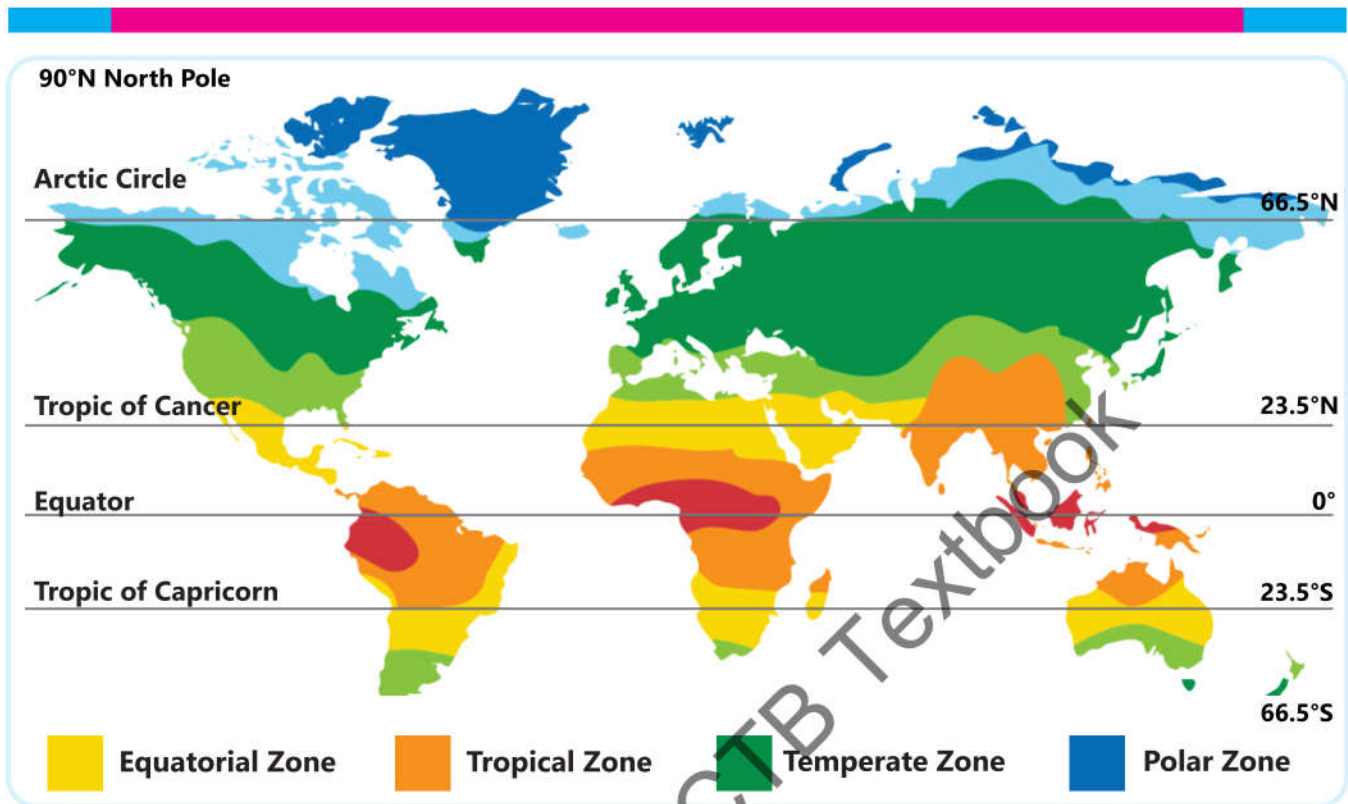 90°N North Pole
Arctic Circle
66.5°N
Tropic of Cancer
23.5°N
Equator
0°
Tropic of Capricorn
23.5°S
66.5°S
Equatorial Zone
Tropical Zone
Temperate Zone
Polar Zone
CTB Textbook